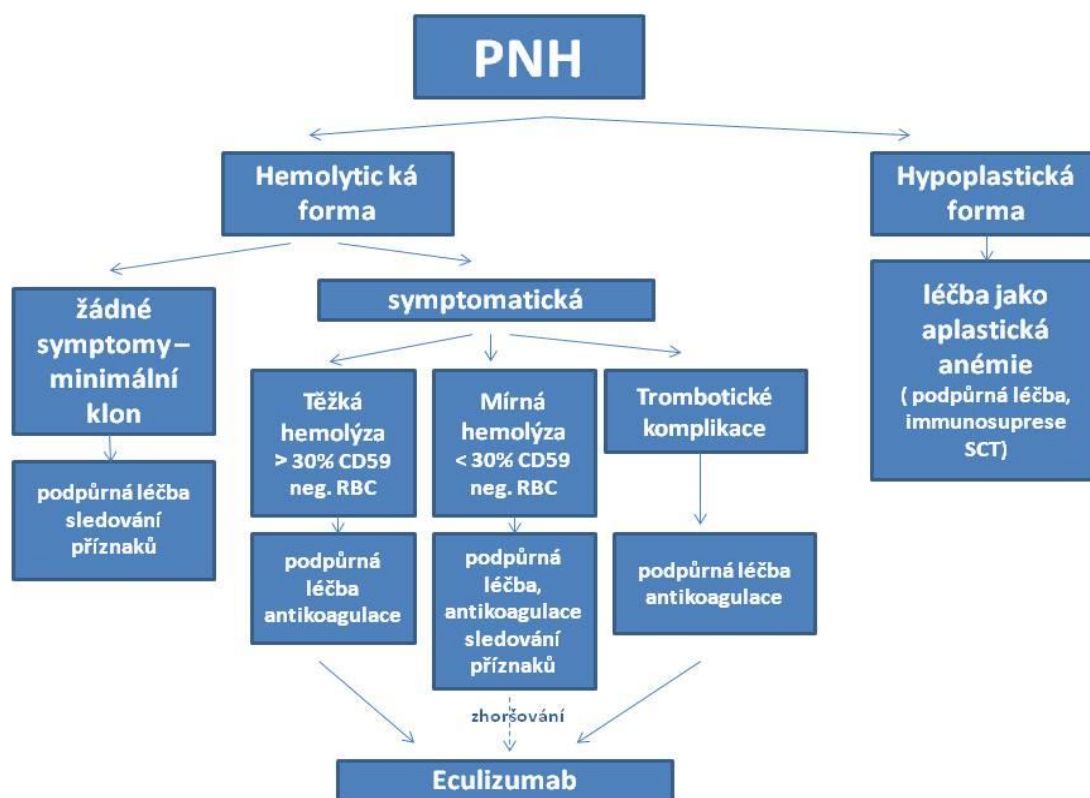 PNH
Hemolytic ká
forma
Hypoplastická
forma
žádné
symptomy –
minimální
klon
symptomatická
léčba jako
aplastická
anémie
( podpůrná léčba,
immunosuprese
SCT)
Těžká
hemolýza
> 30% CD59
neg. RBC
Mírná
hemolýza
< 30% CD59
neg. RBC
Trombotické
komplikace
podpůrná léčba
sledování
příznaků
podpůrná
léčba
antikoagulace
podpůrná
léčba,
antikoagulace
sledování
příznaků
podpůrná léčba
antikoagulace
zhoršování
Eculizumab